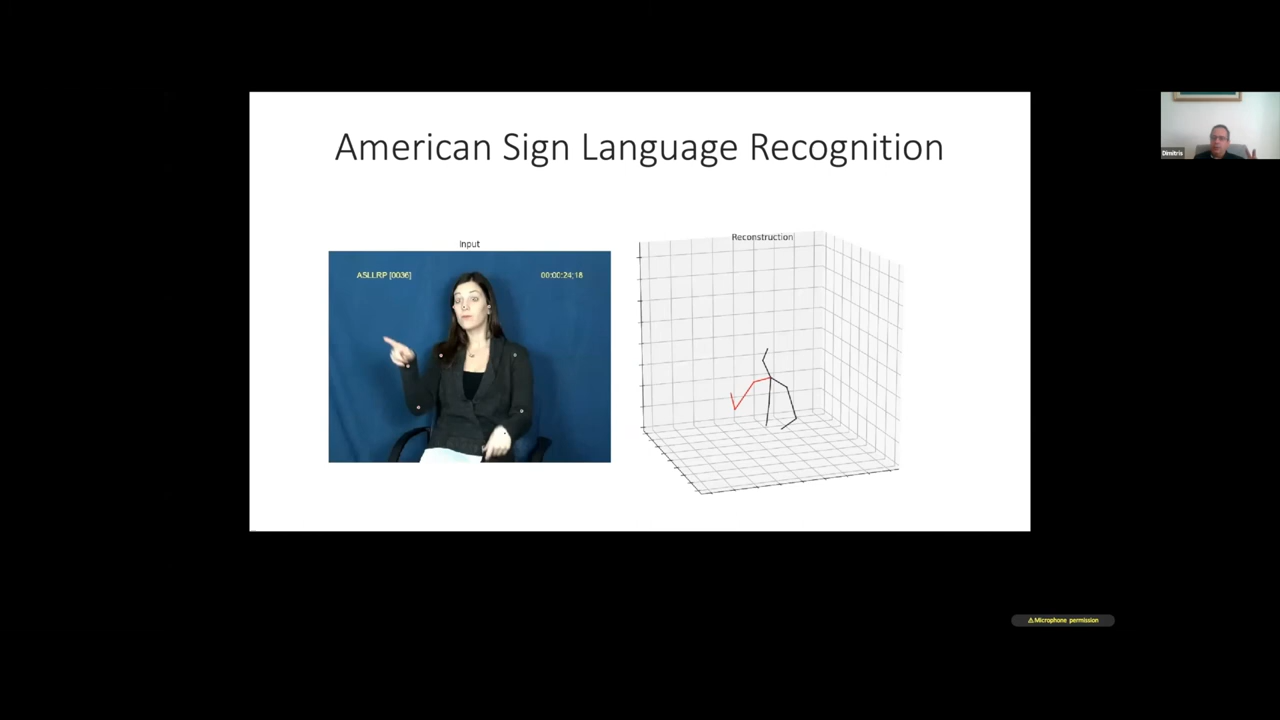 American Sign Language Recognition
Input
Reconstruction
ASLLRP [0036]
00:00:24;18
Dimitris
⚠Microphone permission